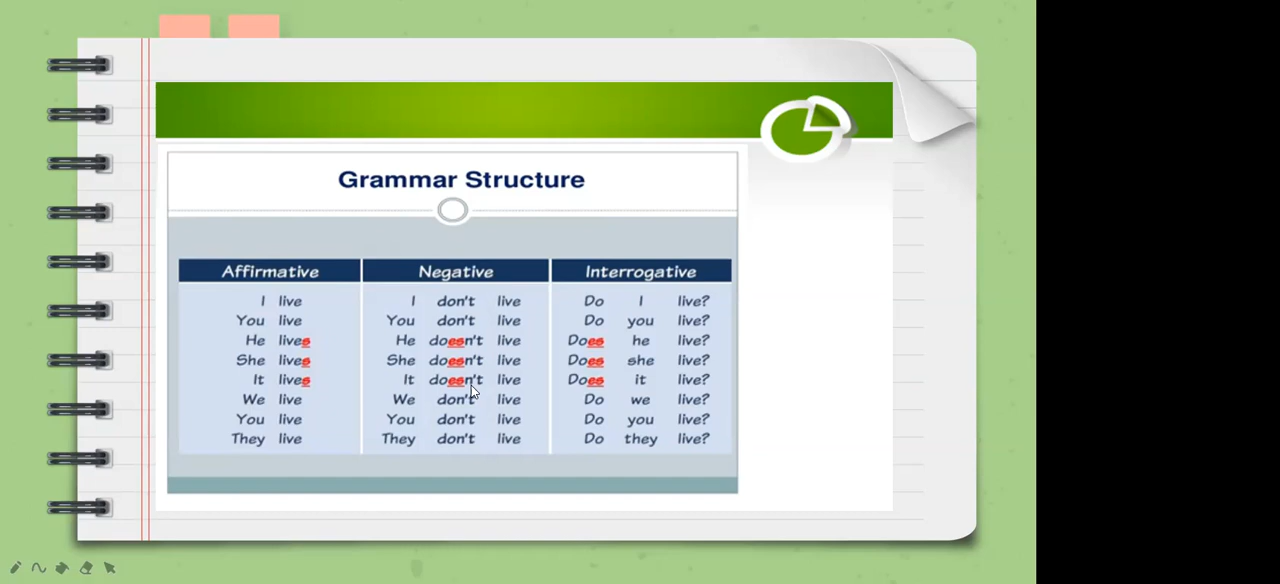 Grammar Structure
Affirmative Negative Interrogative
I live I don't live Do I live?
You live You don't live Do you live?
He lives He doesn't live Does he live?
She lives She doesn't live Does she live?
It lives It doesn't live Does it live?
We live We don't live Do we live?
You live You don't live Do you live?
They live They don't live Do they live?